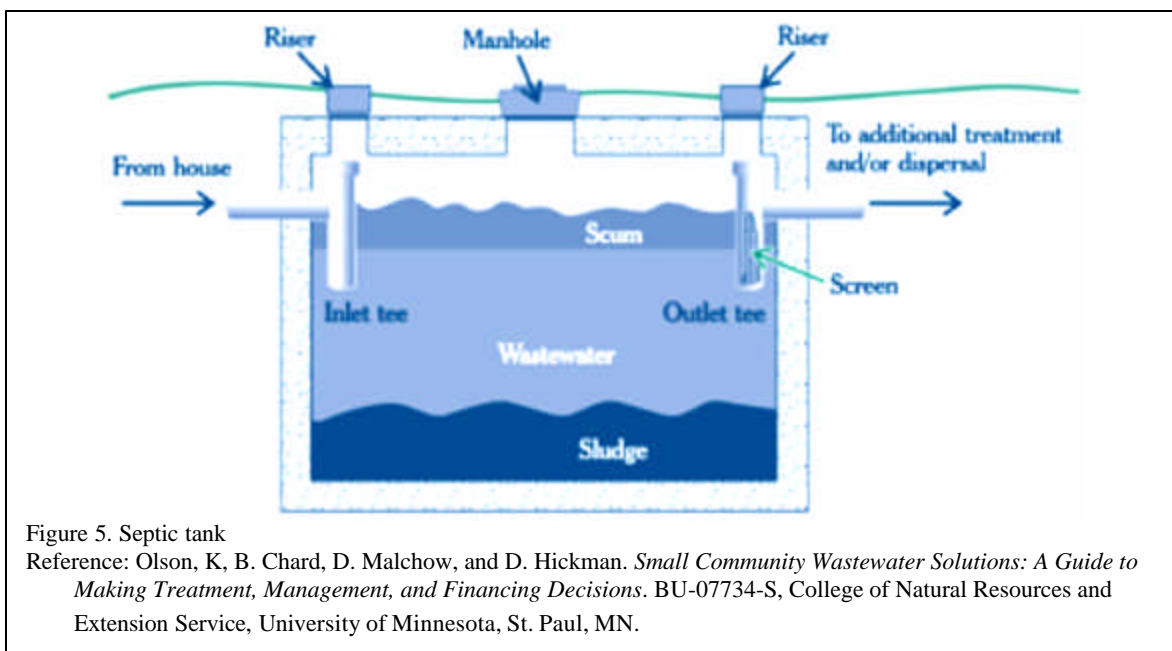 Riser
Manhole
Riser
From house
To additional treatment
and/or dispersal
Scum
Screen
Inlet tee
Outlet tee
Wastewater
Sludge
Figure 5. Septic tank
Reference: Olson, K, B. Chard, D. Malchow, and D. Hickman. Small Community Wastewater Solutions: A Guide to
Making Treatment, Management, and Financing Decisions. BU-07734-S, College of Natural Resources and
Extension Service, University of Minnesota, St. Paul, MN.